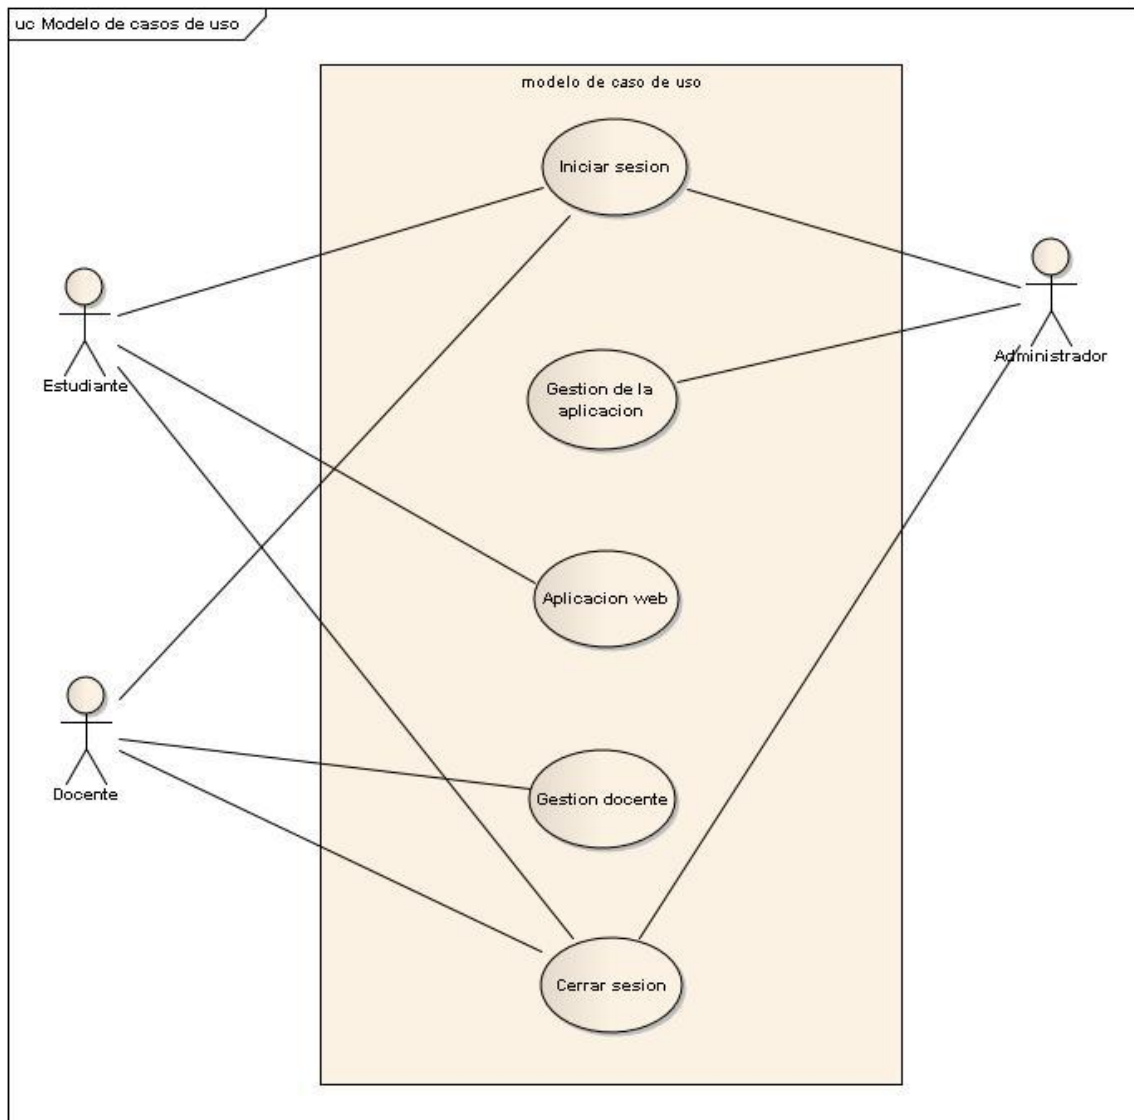 uc Modelo de casos de uso
modelo de caso de uso
Iniciar sesion
Estudiante
Administrador
Gestion de la
aplicacion
Aplicacion web
Docente
Gestion docente
Cerrar sesion